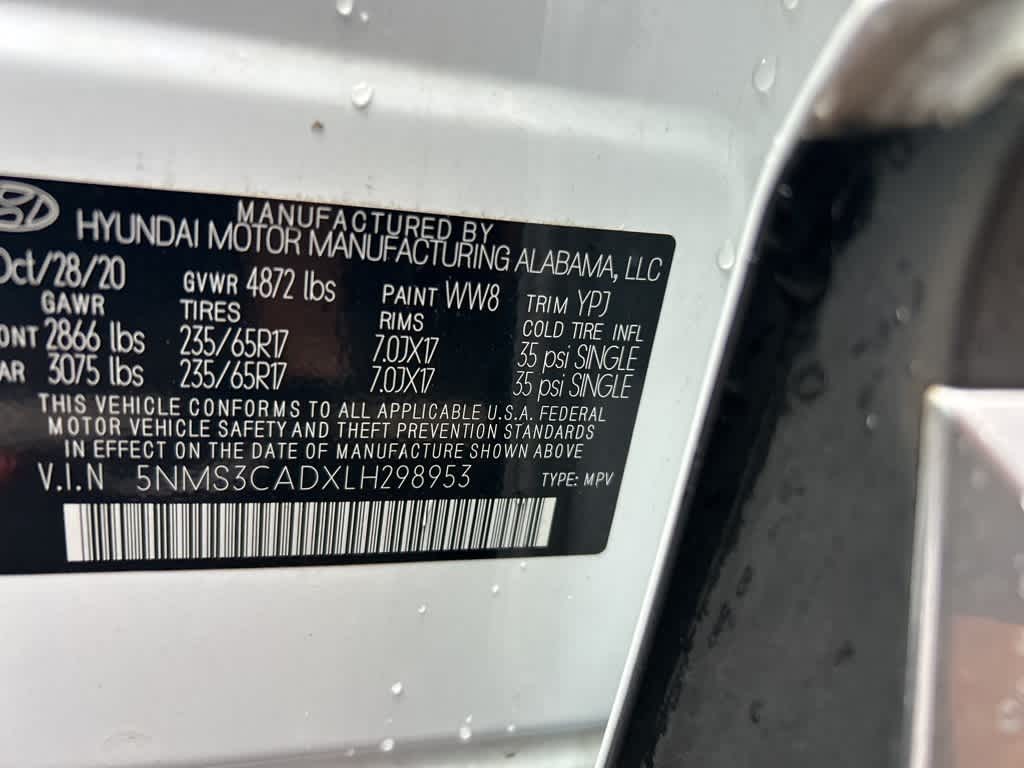 MANUFACTURED BY
HYUNDAI MOTOR MANUFACTURING ALABAMA, LLC
Oct/28/20 GVWR 4872 lbs PAINT WW8 TRIM YPJ
GAWR TIRES RIMS COLD TIRE INFL
ONT 2866 lbs 235/65R17 7.0JX17 35 psi SINGLE
AR 3075 lbs 235/65R17 7.0JX17 35 psi SINGLE
THIS VEHICLE CONFORMS TO ALL APPLICABLE U.S.A. FEDERAL
MOTOR VEHICLE SAFETY AND THEFT PREVENTION STANDARDS
IN EFFECT ON THE DATE OF MANUFACTURE SHOWN ABOVE
V.I.N 5NMS3CADXLH298953 TYPE: MPV